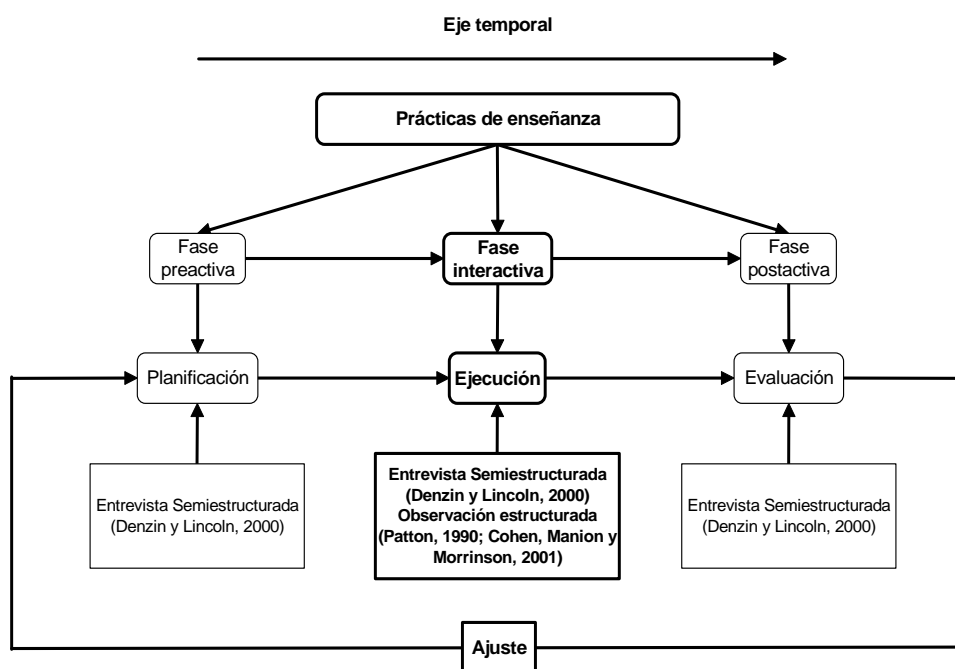 Eje temporal
Prácticas de enseñanza
Fase
preactiva
Fase
interactiva
Fase
postactiva
Planificación
Ejecución
Evaluación
Entrevista Semiestructurada
(Denzin y Lincoln, 2000)
Entrevista Semiestructurada
(Denzin y Lincoln, 2000)
Observación estructurada
(Patton, 1990; Cohen, Manion y
Morrinson, 2001)
Entrevista Semiestructurada
(Denzin y Lincoln, 2000)
Ajuste